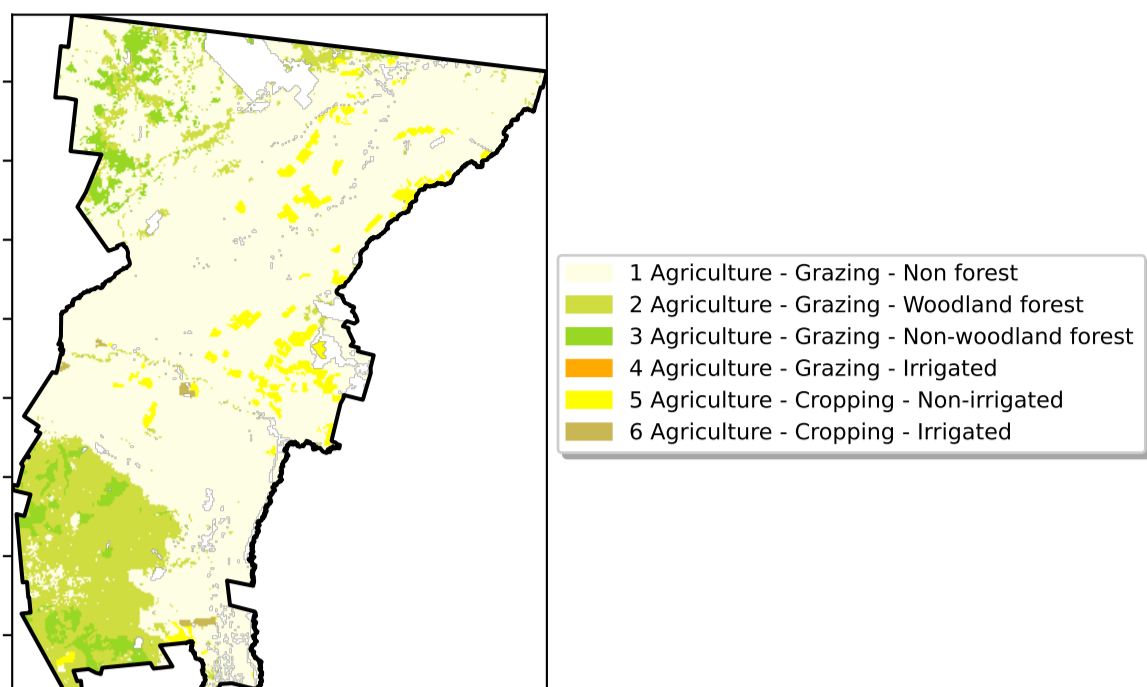 1 Agriculture - Grazing - Non forest
2 Agriculture - Grazing - Woodland forest
3 Agriculture - Grazing - Non-woodland forest
4 Agriculture - Grazing - Irrigated
5 Agriculture - Cropping - Non-irrigated
6 Agriculture - Cropping - Irrigated